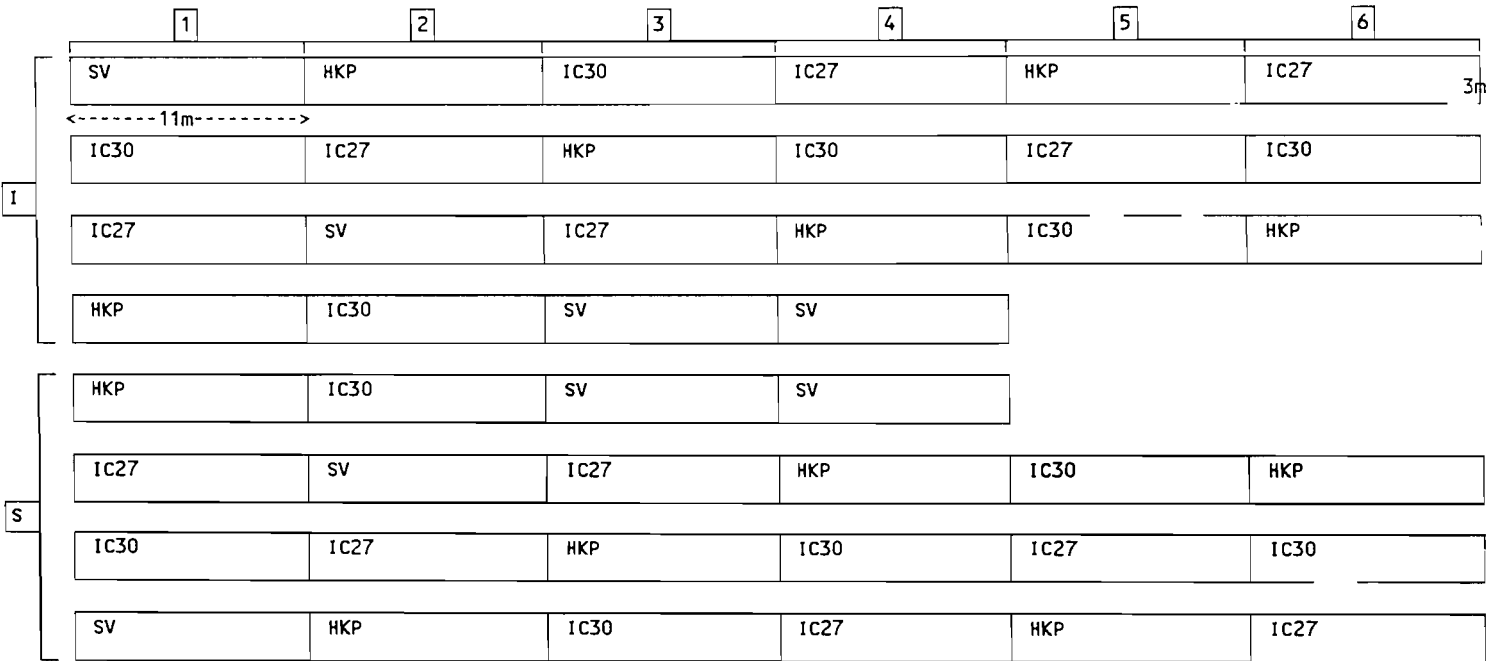 1 2 3 4 5 6
SV HKP IC30 IC27 HKP IC27
3m
<-------11m---------->
IC30 IC27 HKP IC30 IC27 IC30
I
IC27 SV IC27 HKP IC30 HKP
HKP IC30 SV SV
HKP IC30 SV SV
IC27 SV IC27 HKP IC30 HKP
S
IC30 IC27 HKP IC30 IC27 IC30
SV HKP IC30 IC27 HKP IC27